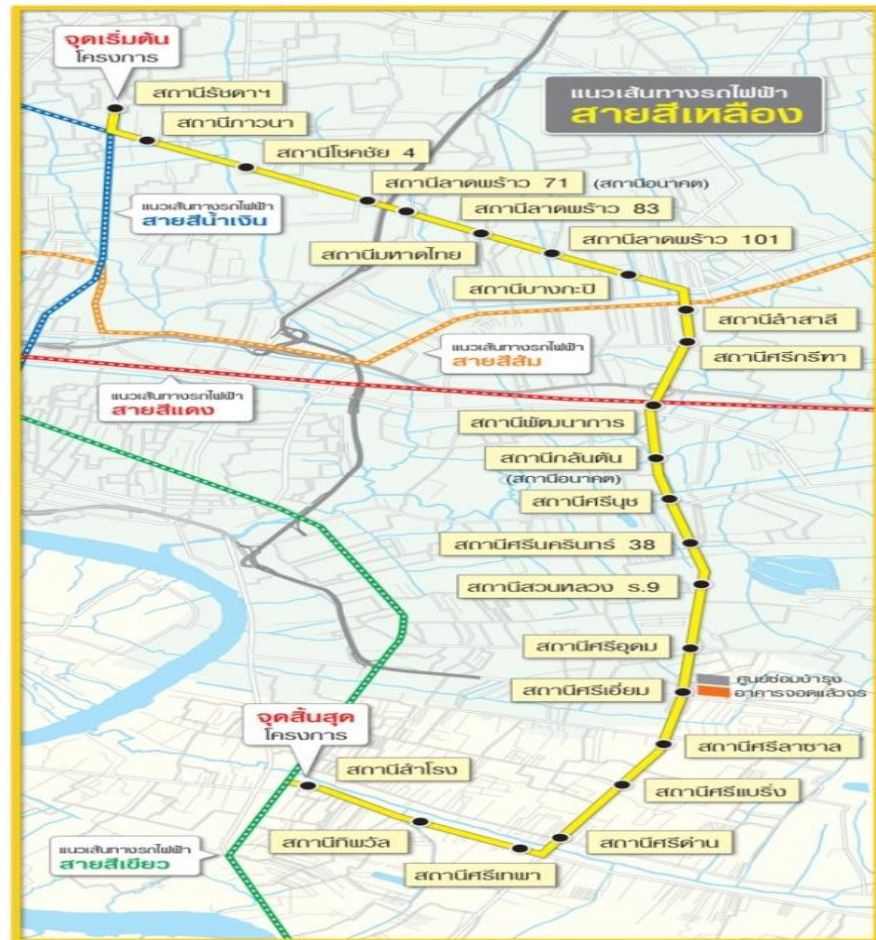 จุดเริ่มต้น
โครงการ
สถานีรัชดาฯ
แนวเส้นทางรถไฟฟ้า
สายสีเหลือง
สถานีภาวนา
สถานีโชคชัย 4
สถานีลาดพร้าว 71 (สถานีอนาคต)
แนวเส้นทางรถไฟฟ้า
สายสีน้ำเงิน
สถานีลาดพร้าว 83
สถานีมหาดไทย
สถานีลาดพร้าว 101
สถานีบางกะปิ
สถานีลำสาลี
แนวเส้นทางรถไฟฟ้า
สายสีส้ม
สถานีศรีกรีฑา
แนวเส้นทางรถไฟฟ้า
สายสีแดง
สถานีพัฒนาการ
สถานีกลันตัน
(สถานีอนาคต)
สถานีศรีนุช
สถานีศรีนครินทร์ 38
สถานีสวนหลวง ร.9
สถานีศรีอุดม
ศูนย์ซ่อมบำรุง
อาคารจอดแล้วจร
สถานีศรีเอี่ยม
จุดสิ้นสุด
โครงการ
สถานีศรีลาซาล
สถานีสำโรง
สถานีศรีแบริ่ง
สถานีทิพวัล
สถานีศรีด่าน
แนวเส้นทางรถไฟฟ้า
สายสีเขียว
สถานีศรีเทพา